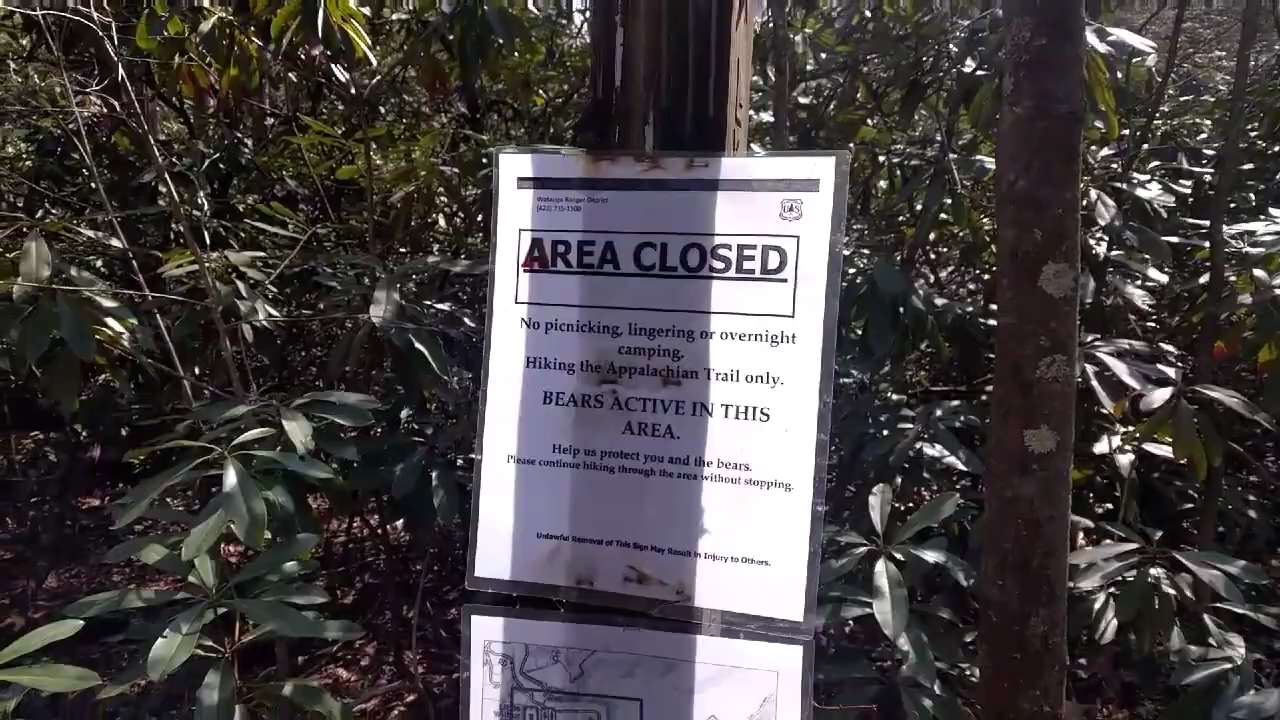 Watauga Ranger District
(423) 735-1500
UAS
AREA CLOSED
No picnicking, lingering or overnight
camping.
Hiking the Appalachian Trail only.
BEARS ACTIVE IN THIS
AREA.
Help us protect you and the bears.
Please continue hiking through the area without stopping.
Unlawful Removal of This Sign May Result in Injury to Others.